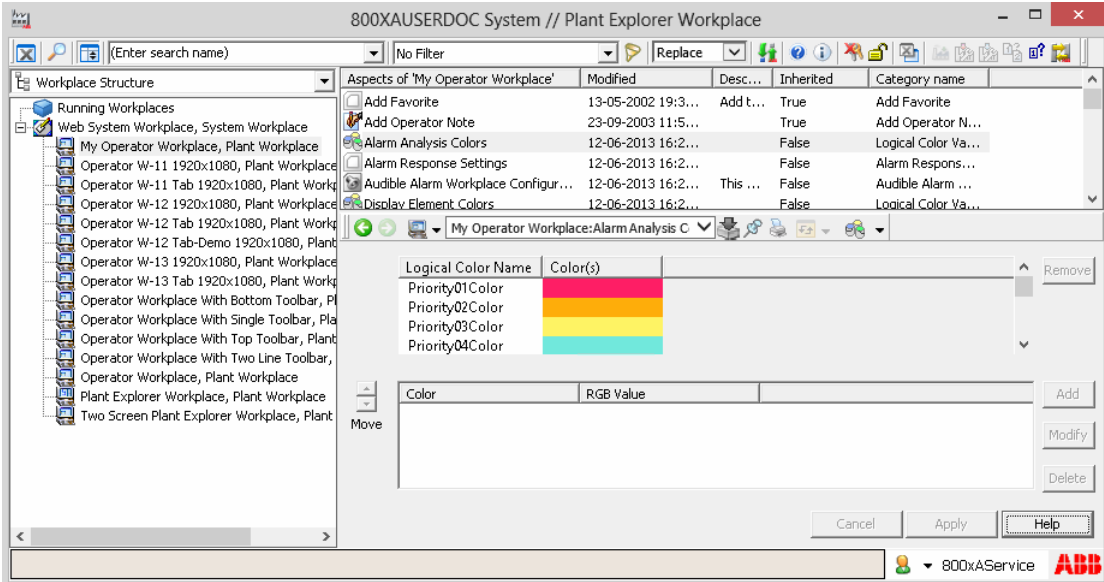 800XAUSERDOC System // Plant Explorer Workplace
(Enter search name) No Filter Replace
Workplace Structure
Running Workplaces
Web System Workplace, System Workplace
My Operator Workplace, Plant Workplace
Operator W-11 1920x1080, Plant Workplace
Operator W-11 Tab 1920x1080, Plant Workp
Operator W-12 1920x1080, Plant Workplace
Operator W-12 Tab 1920x1080, Plant Workp
Operator W-12 Tab-Demo 1920x1080, Plant
Operator W-13 1920x1080, Plant Workplace
Operator W-13 Tab 1920x1080, Plant Workp
Operator Workplace With Bottom Toolbar, Pl
Operator Workplace With Single Toolbar, Pla
Operator Workplace With Top Toolbar, Plant
Operator Workplace With Two Line Toolbar,
Operator Workplace, Plant Workplace
Plant Explorer Workplace, Plant Workplace
Two Screen Plant Explorer Workplace, Plant
Aspects of 'My Operator Workplace' Modified Desc... Inherited Category name
Add Favorite 13-05-2002 19:3... Add t... True Add Favorite
Add Operator Note 23-09-2003 11:5... True Add Operator N...
Alarm Analysis Colors 12-06-2013 16:2... False Logical Color Va...
Alarm Response Settings 12-06-2013 16:2... False Alarm Respons...
Audible Alarm Workplace Configur... 12-06-2013 16:2... This ... False Audible Alarm ...
Display Element Colors 12-06-2013 16:2... False Logical Color Va...
My Operator Workplace:Alarm Analysis C
Logical Color Name Color(s)
Priority01Color
Priority02Color
Priority03Color
Priority04Color
Remove
Move
Color RGB Value
Add
Modify
Delete
Cancel Apply Help
800xAService ABB